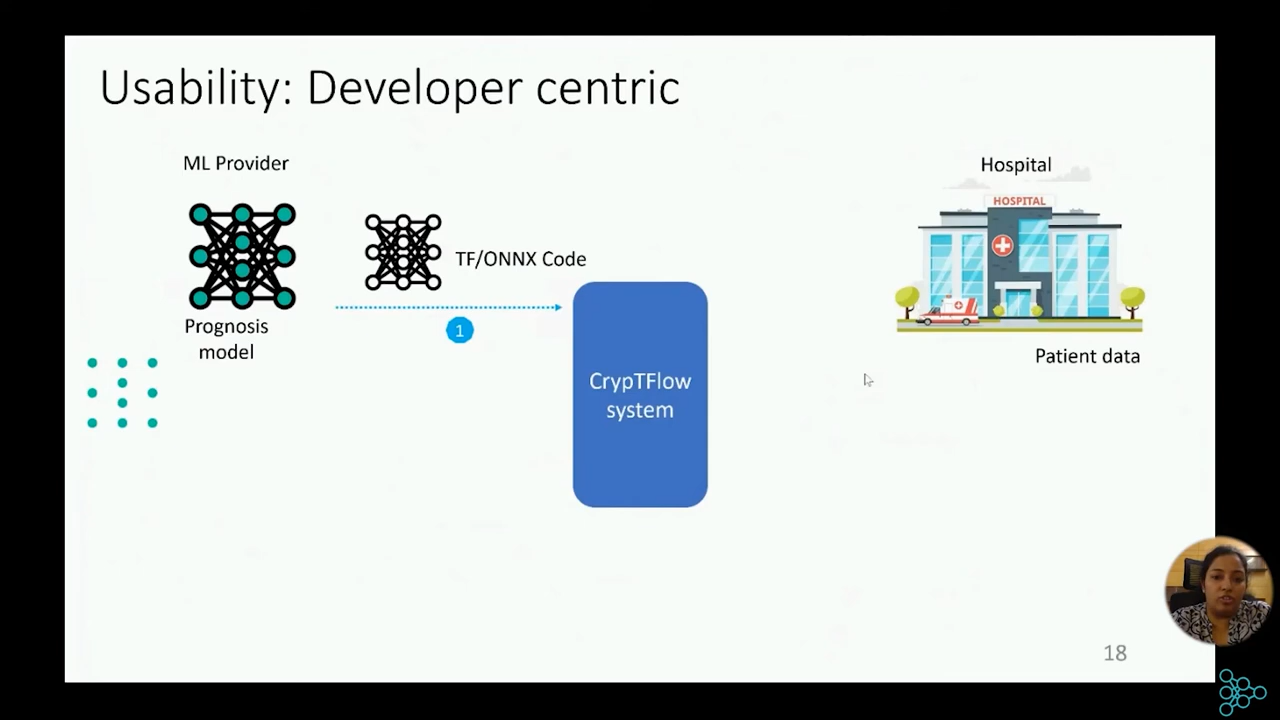 Usability: Developer centric
ML Provider
Hospital
HOSPITAL
TF/ONNX Code
1
Prognosis
model
Patient data
CrypTFlow
system
18